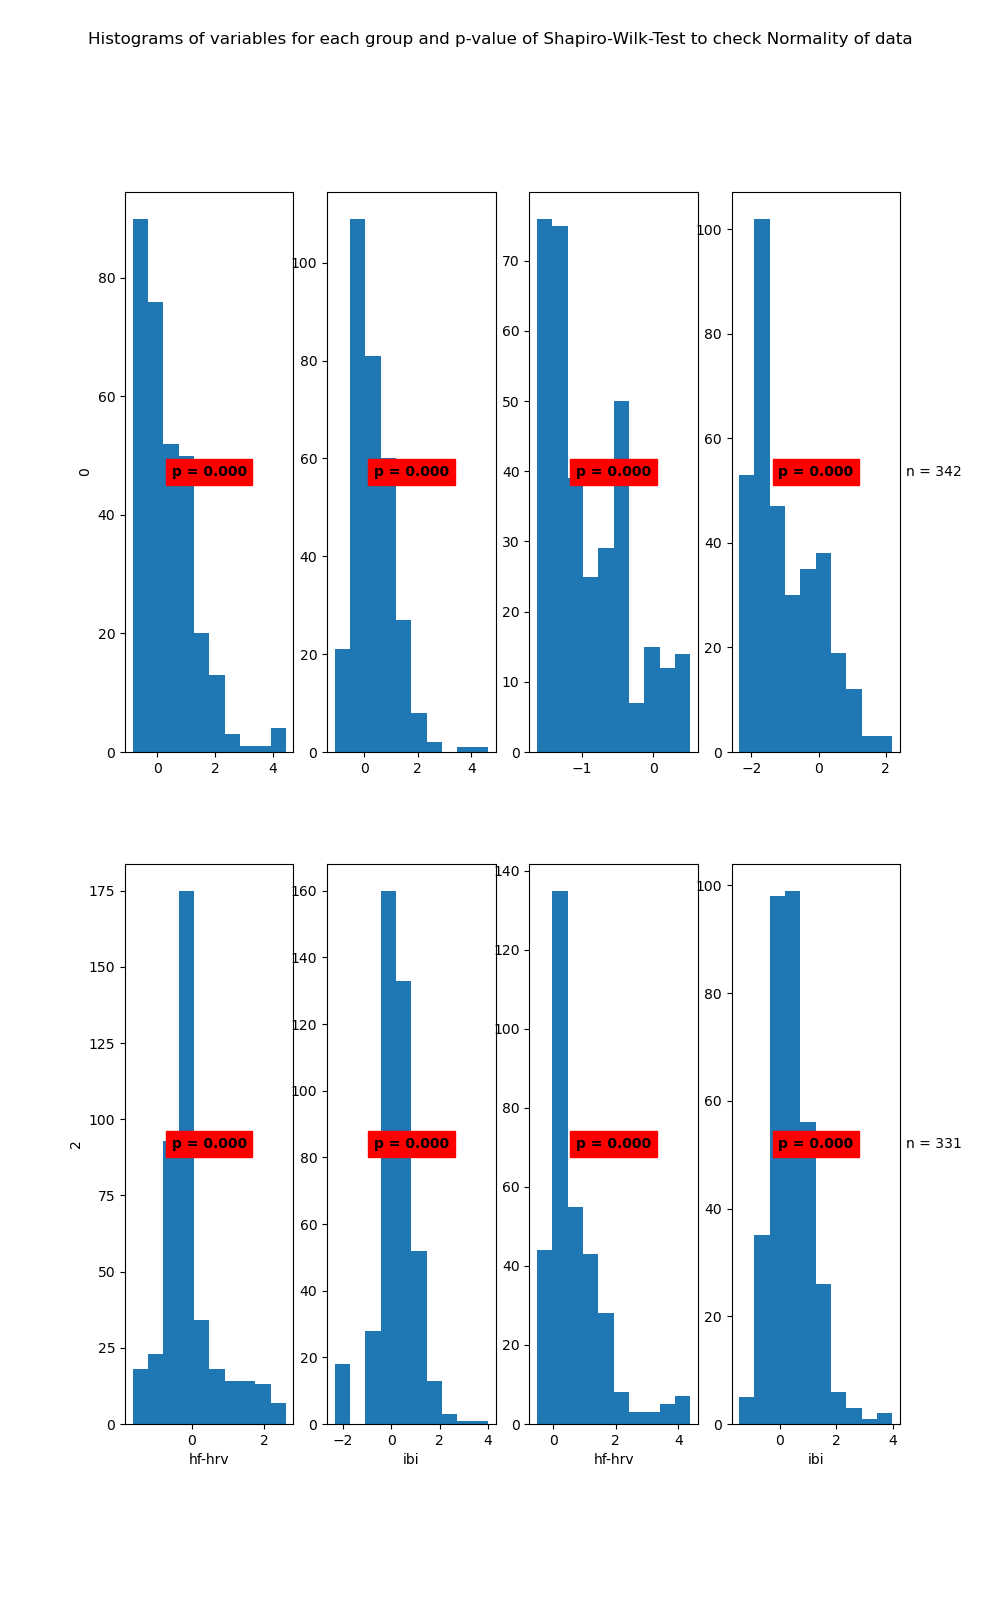 Histograms of variables for each group and p-value of Shapiro-Wilk-Test to check Normality of data
0
80
60
40
20
0
0 2 4
p = 0.000
100
80
60
40
20
0
0 2 4
p = 0.000
70
60
50
40
30
20
10
0
−1 0
p = 0.000
100
80
60
40
20
0
−2 0 2
p = 0.000
n = 342
2
175
150
125
100
75
50
25
0
0 2
hf-hrv
p = 0.000
160
140
120
100
80
60
40
20
0
−2 0 2 4
ibi
p = 0.000
140
120
100
80
60
40
20
0
0 2 4
hf-hrv
p = 0.000
100
80
60
40
20
0
0 2 4
ibi
p = 0.000
n = 331